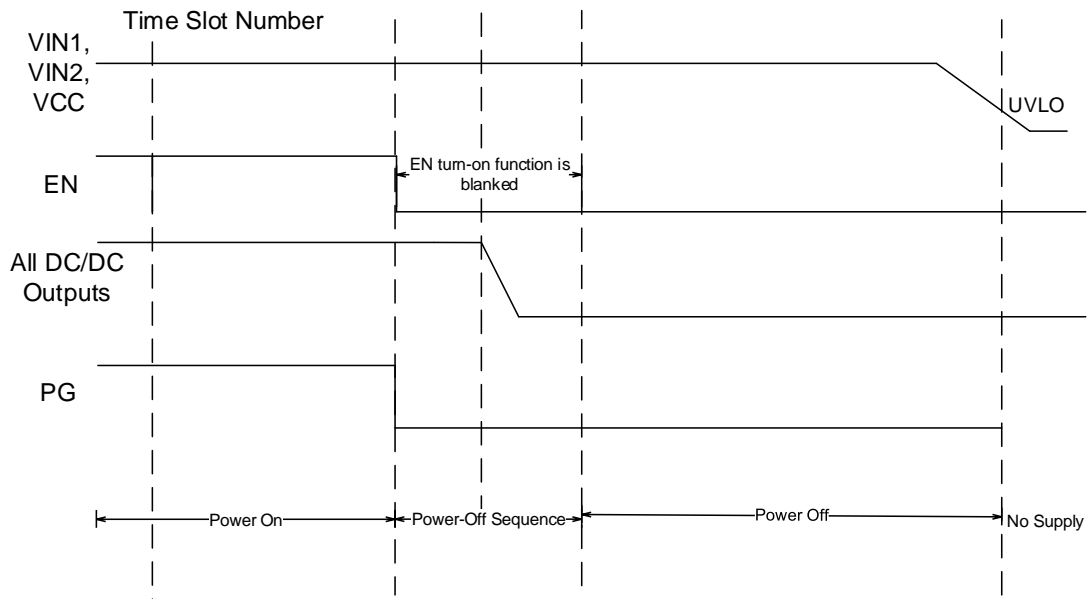 Time Slot Number
VIN1,
VIN2,
VCC
UVLO
EN turn-on function is
blanked
EN
All DC/DC
Outputs
PG
Power On
Power-Off Sequence
Power Off
No Supply